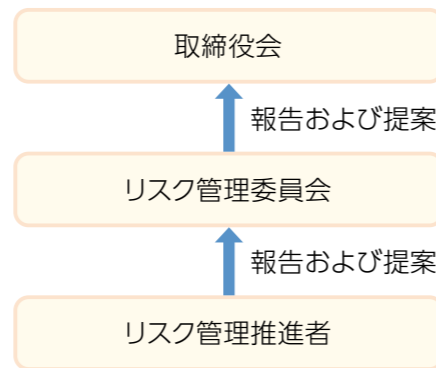 取締役会
報告および提案
リスク管理委員会
報告および提案
リスク管理推進者